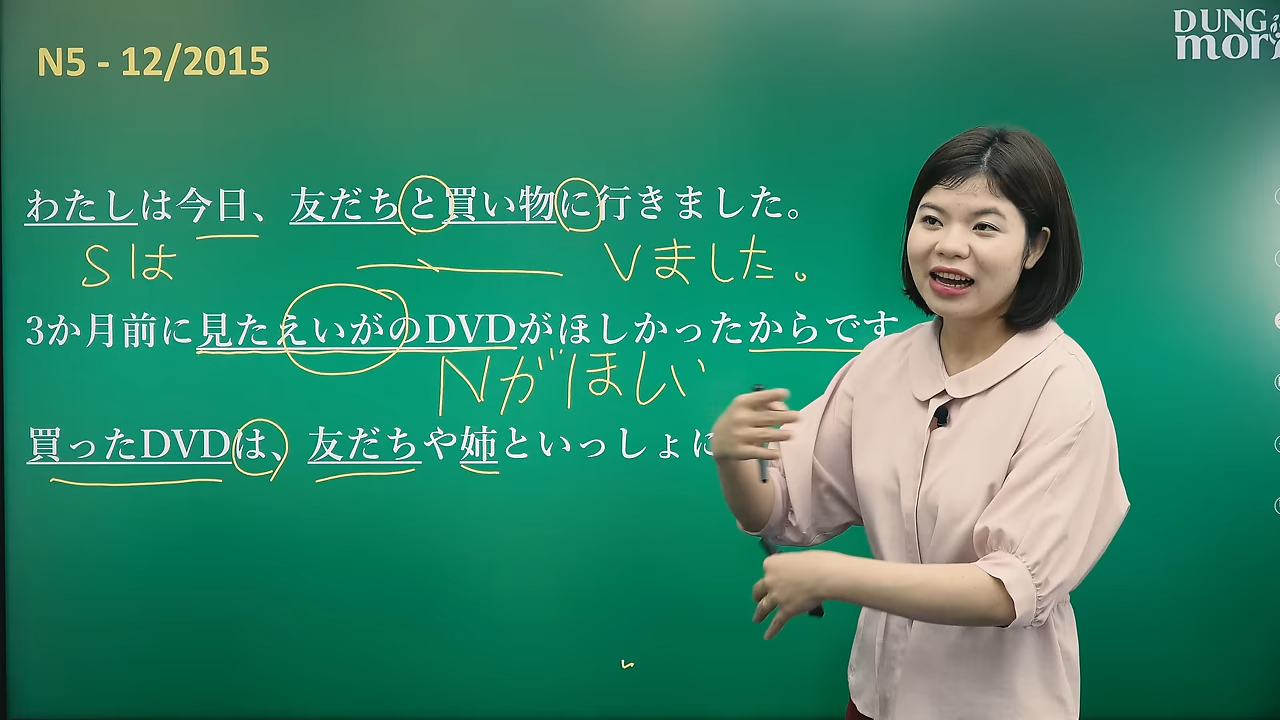 DUNG
mori
N5 - 12/2015
わたしは今日、友だちと買い物に行きました。
Sは Vました。
3か月前に見たえいがのDVDがほしかったからです
Nがほしい
買ったDVDは、友だちや姉といっしょに